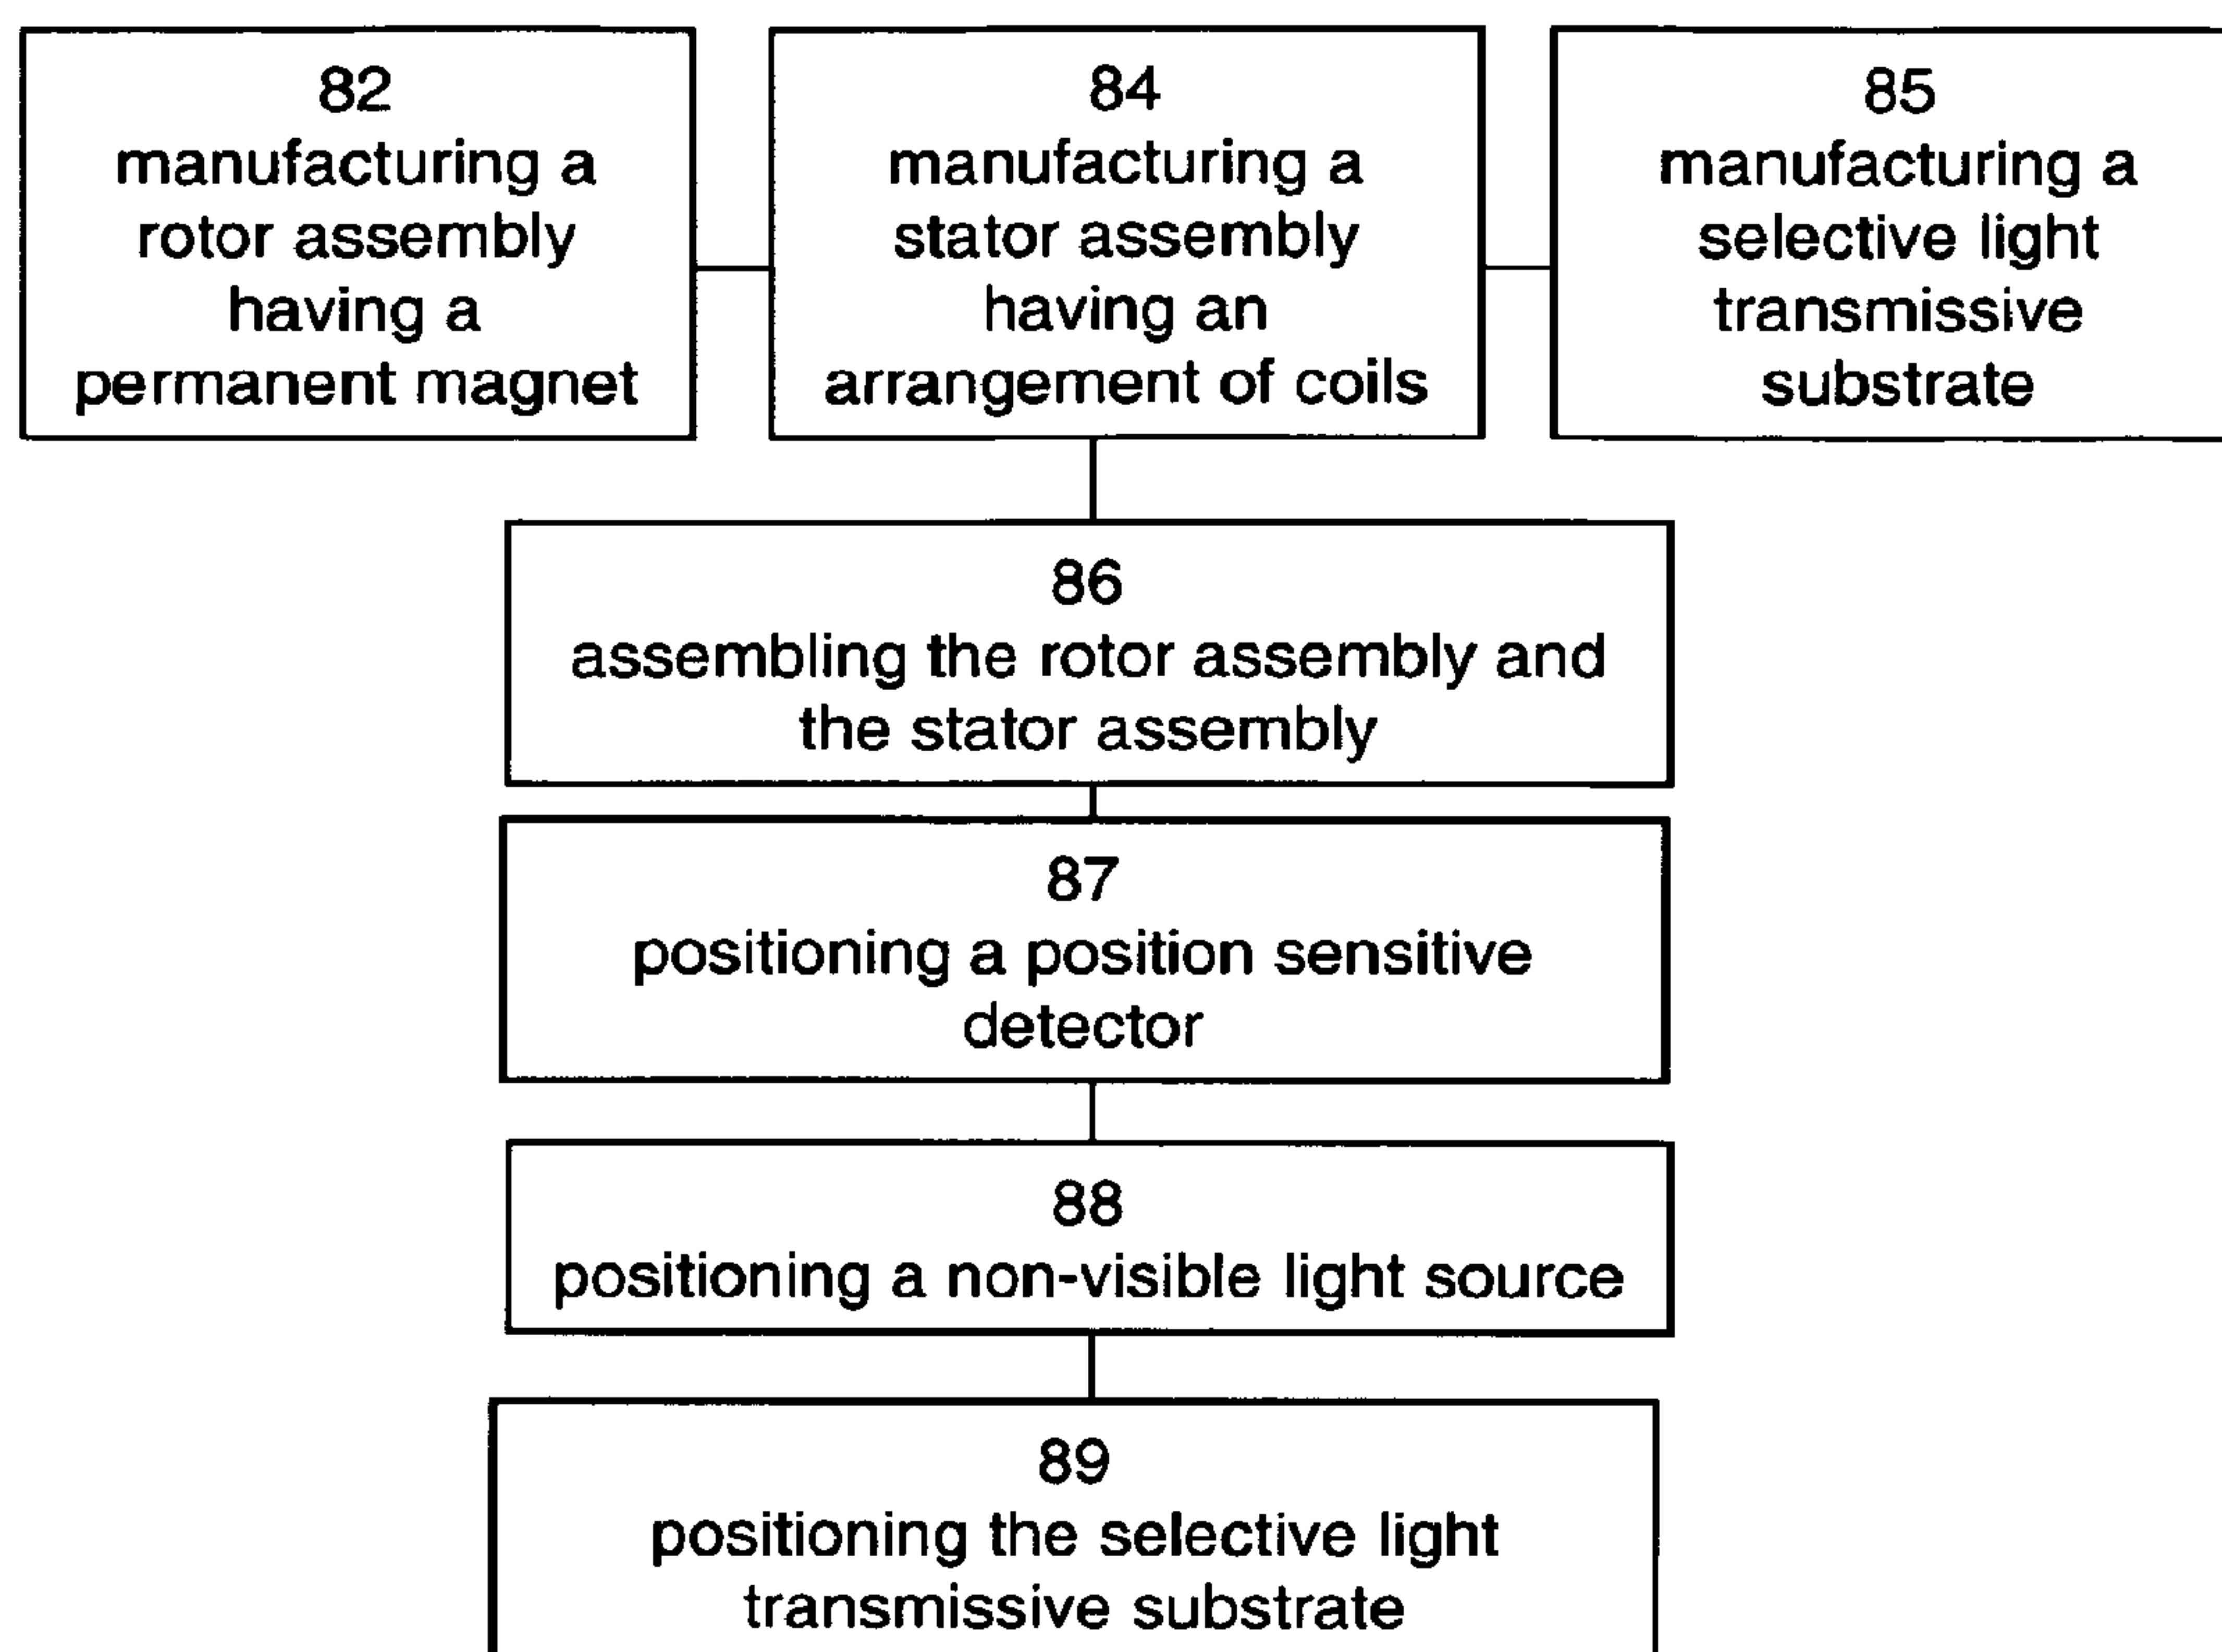 82
manufacturing a
rotor assembly
having a
permanent magnet
84
manufacturing a
stator assembly
having an
arrangement of coils
85
manufacturing a
selective light
transmissive
substrate
86
assembling the rotor assembly and
the stator assembly
87
positioning a position sensitive
detector
88
positioning a non-visible light source
89
positioning the selective light
transmissive substrate